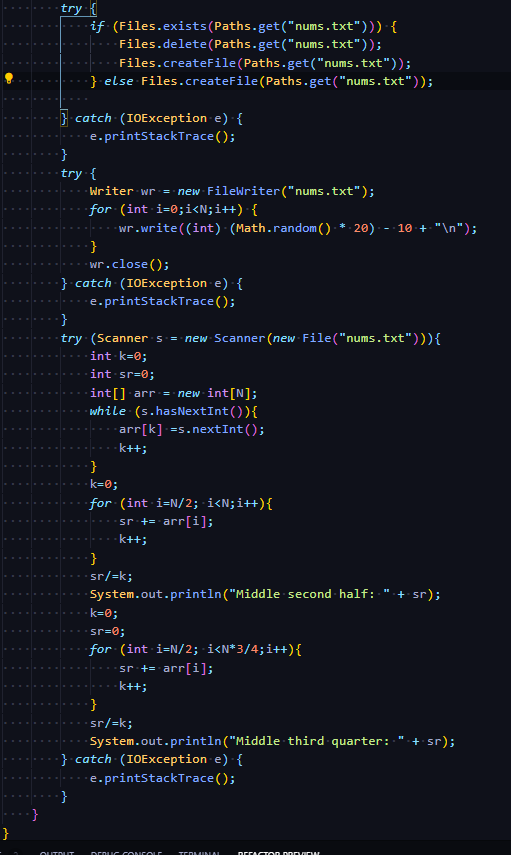 try {
if (Files.exists(Paths.get("nums.txt"))) {
Files.delete(Paths.get("nums.txt"));
Files.createFile(Paths.get("nums.txt"));
} else Files.createFile(Paths.get("nums.txt"));
} catch (IOException e) {
e.printStackTrace();
}
try {
Writer wr = new FileWriter("nums.txt");
for (int i=0;i<N;i++) {
wr.write((int) (Math.random() * 20) - 10 + "\n");
}
wr.close();
} catch (IOException e) {
e.printStackTrace();
}
try (Scanner s = new Scanner(new File("nums.txt"))){
int k=0;
int sr=0;
int[] arr = new int[N];
while (s.hasNextInt()){
arr[k] =s.nextInt();
k++;
}
k=0;
for (int i=N/2; i<N;i++){
sr += arr[i];
k++;
}
sr/=k;
System.out.println("Middle second half: " + sr);
k=0;
sr=0;
for (int i=N/2; i<N*3/4;i++){
sr += arr[i];
k++;
}
sr/=k;
System.out.println("Middle third quarter: " + sr);
} catch (IOException e) {
e.printStackTrace();
}
}
}
OUTPUT DEBUG CONSOLE TERMINAL REFACTOR PREVIEW